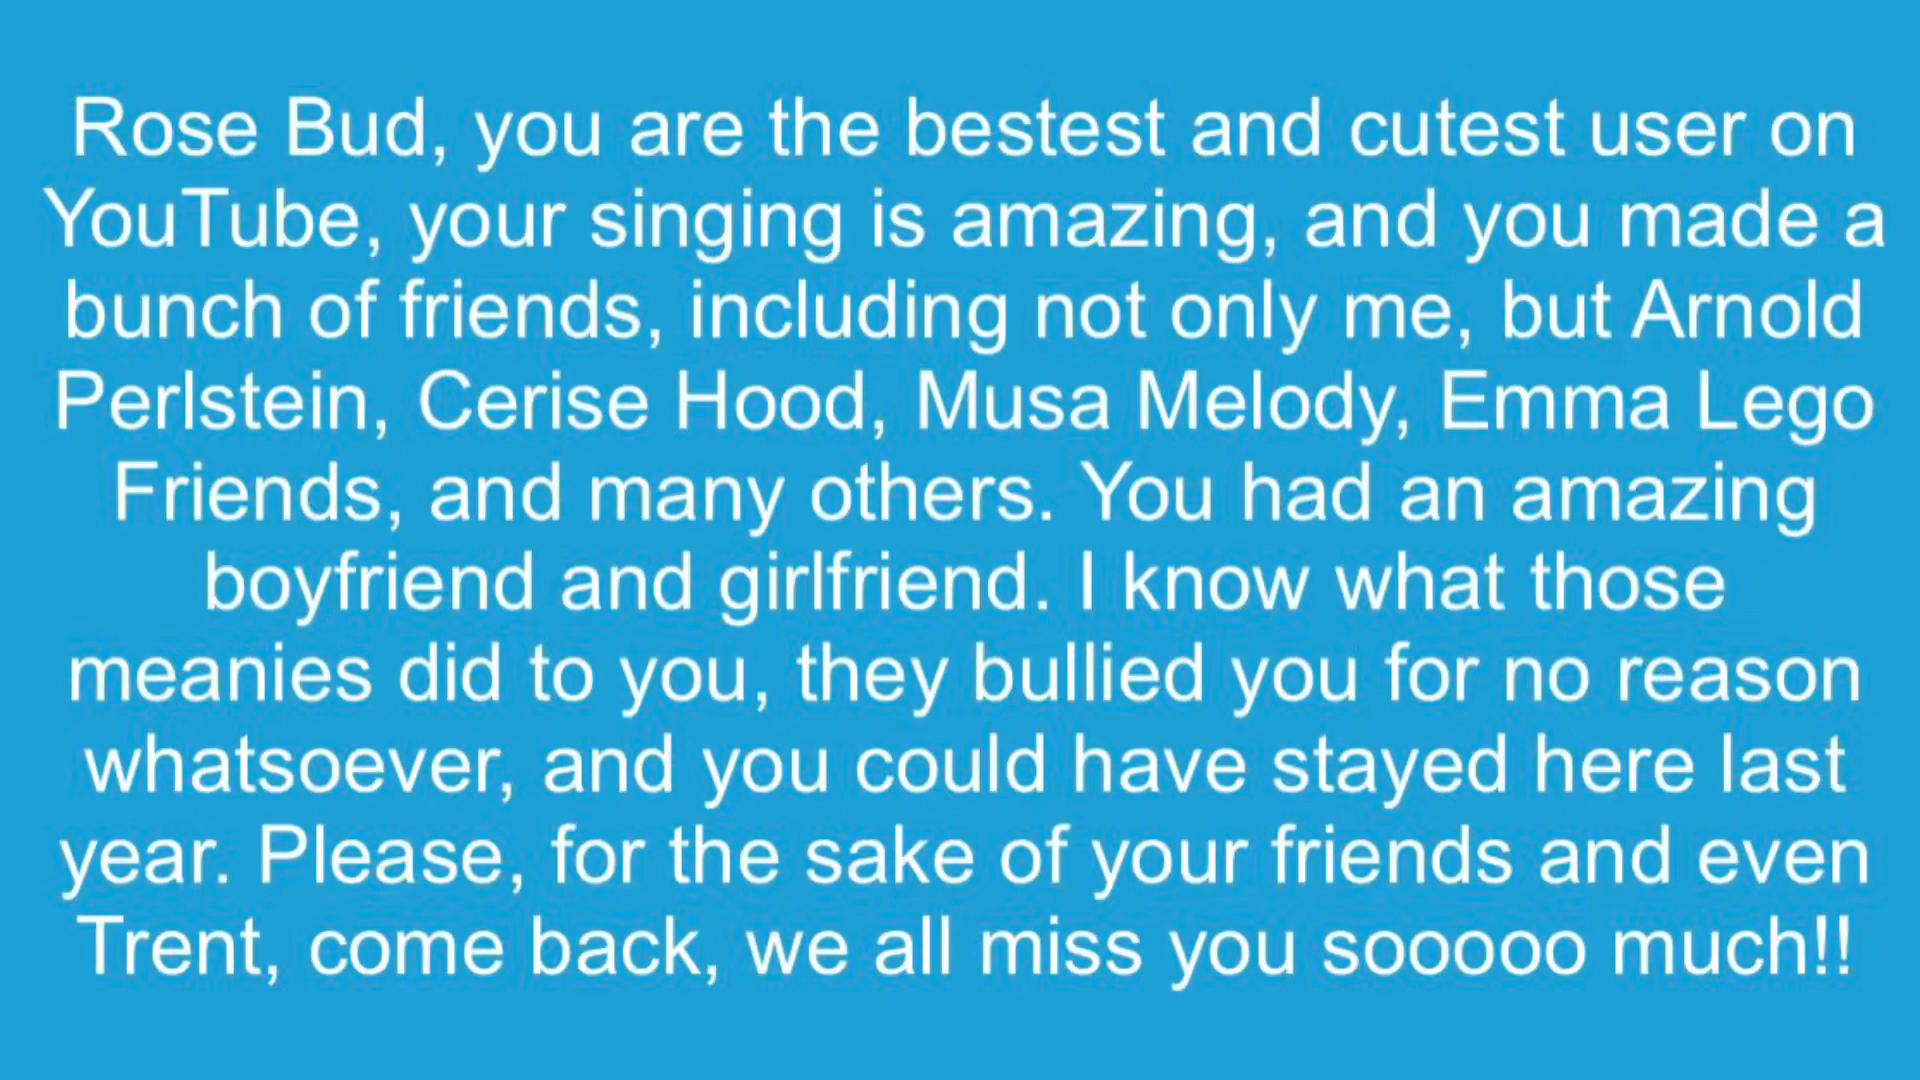 Rose Bud, you are the bestest and cutest user on
YouTube, your singing is amazing, and you made a
bunch of friends, including not only me, but Arnold
Perlstein, Cerise Hood, Musa Melody, Emma Lego
Friends, and many others. You had an amazing
boyfriend and girlfriend. I know what those
meanies did to you, they bullied you for no reason
whatsoever, and you could have stayed here last
year. Please, for the sake of your friends and even
Trent, come back, we all miss you sooooo much!!